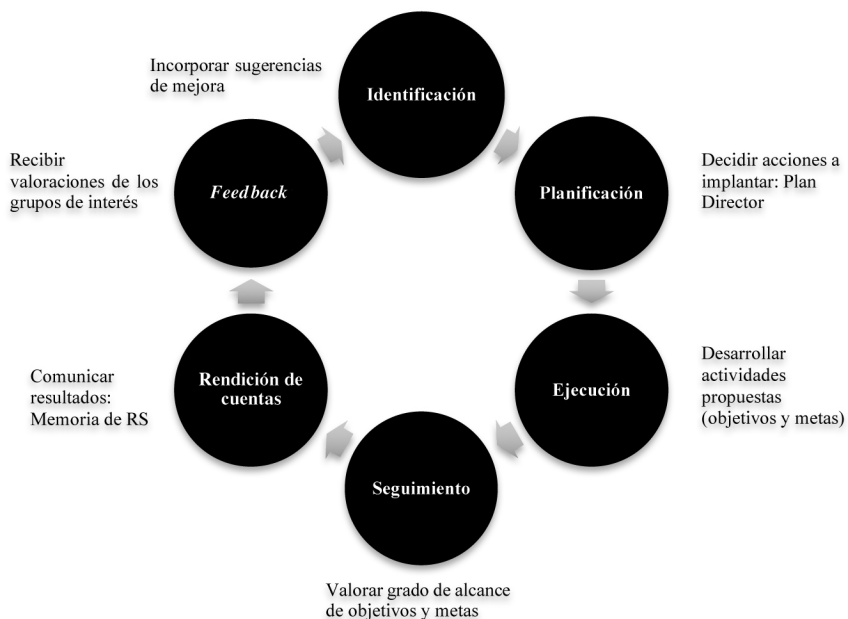 Incorporar sugerencias
de mejora
Identificación
Recibir
valoraciones de los
grupos de interés
Feedback
Planificación
Decidir acciones a
implantar: Plan
Director
Comunicar
resultados:
Memoria de RS
Rendición de
cuentas
Ejecución
Desarrollar
actividades
propuestas
(objetivos y metas)
Seguimiento
Valorar grado de alcance
de objetivos y metas